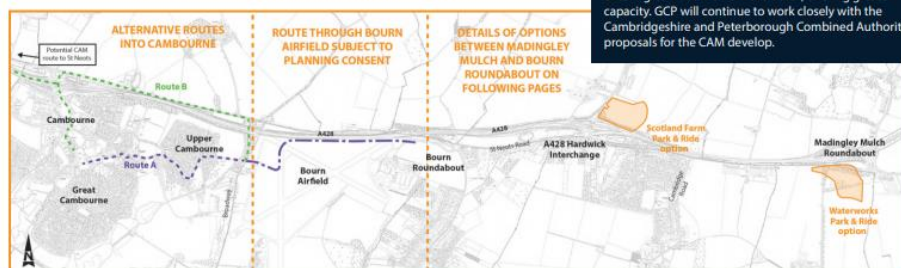 capacity. GCP will continue to work closely with the
Cambridgeshire and Peterborough Combined Authorit
proposals for the CAM develop.
ALTERNATIVE ROUTES
INTO CAMBOURNE
ROUTE THROUGH BOURN
AIRFIELD SUBJECT TO
PLANNING CONSENT
DETAILS OF OPTIONS
BETWEEN MADINGLEY
MULCH AND BOURN
ROUNDABOUT ON
FOLLOWING PAGES
Potential CAM
route to St Neots
Route B
Cambourne
Upper
Cambourne
Route A
Great
Cambourne
Broadway
A428
Bourn
Airfield
A428
St Neots Road
Bourn
Roundabout
A428 Hardwick
Interchange
Cambridge
Road
Scotland Farm
Park & Ride
option
Madingley Mulch
Roundabout
Waterworks
Park & Ride
option
N